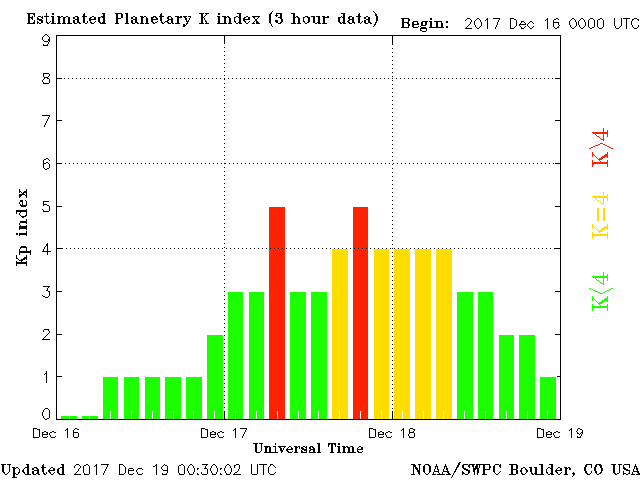 Estimated Planetary K index (3 hour data)
Begin: 2017 Dec 16 0000 UTC
9
8
7
6
5
4
3
2
1
0
Kp index
K>4
K=4
K<4
Dec 16
Dec 17
Dec 18
Dec 19
Universal Time
Updated 2017 Dec 19 00:30:02 UTC
NOAA/SWPC Boulder, CO USA